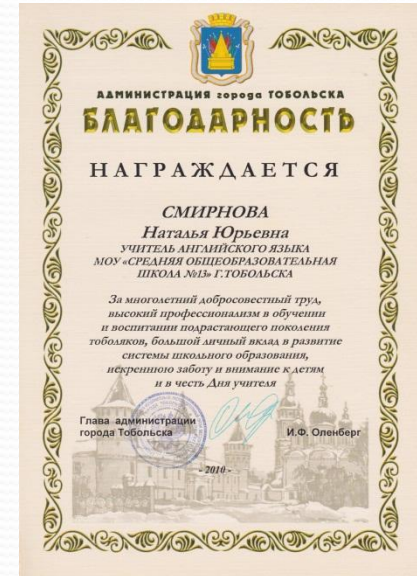 АДМИНИСТРАЦИЯ города ТОБОЛЬСКА
БЛАГОДАРНОСТЬ
НАГРАЖДАЕТСЯ
СМИРНОВА
Наталья Юрьевна
УЧИТЕЛЬ АНГЛИЙСКОГО ЯЗЫКА
МОУ «СРЕДНЯЯ ОБЩЕОБРАЗОВАТЕЛЬНАЯ
ШКОЛА №13» Г.ТОБОЛЬСКА
За многолетний добросовестный труд,
высокий профессионализм в обучении
и воспитании подрастающего поколения
тоболяков, большой личный вклад в развитие
системы школьного образования,
искреннюю заботу и внимание к детям
и в честь Дня учителя
Глава администрации
города Тобольска
И.Ф. Оленберг
- 2010 -